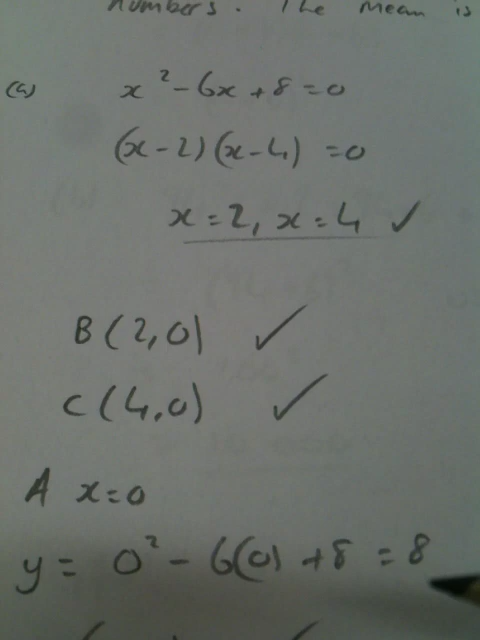 numbers. The mean is
(a) x² - 6x + 8 = 0
(x - 2)(x - 4) = 0
x = 2, x = 4 ✓
B(2,0) ✓
C(4,0) ✓
A x = 0
y = 0² - 6(0) + 8 = 8